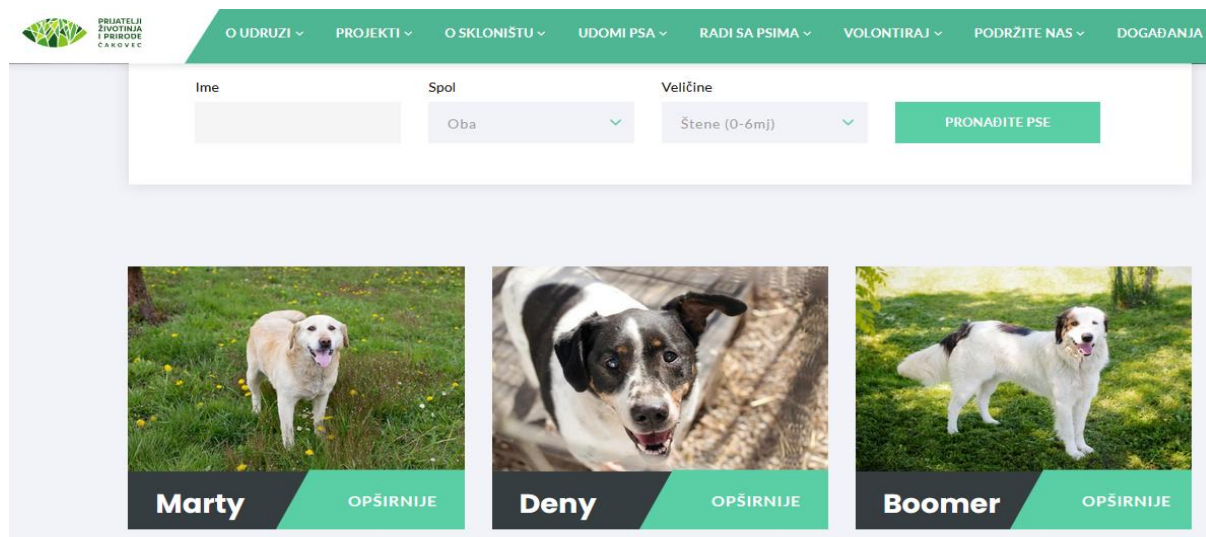 PRIJATELJI
ŽIVOTINJA
I PRIRODE
ČAKOVEC
O UDRUZI PROJEKTI O SKLONIŠTU UDOMI PSA RADI SA PSIMA VOLONTIRAJ PODRŽITE NAS DOGAĐANJA
Ime Spol Veličine
Oba Štene (0-6mj) PRONAĐITE PSE
Marty OPŠIRNIJE Deny OPŠIRNIJE Boomer OPŠIRNIJE